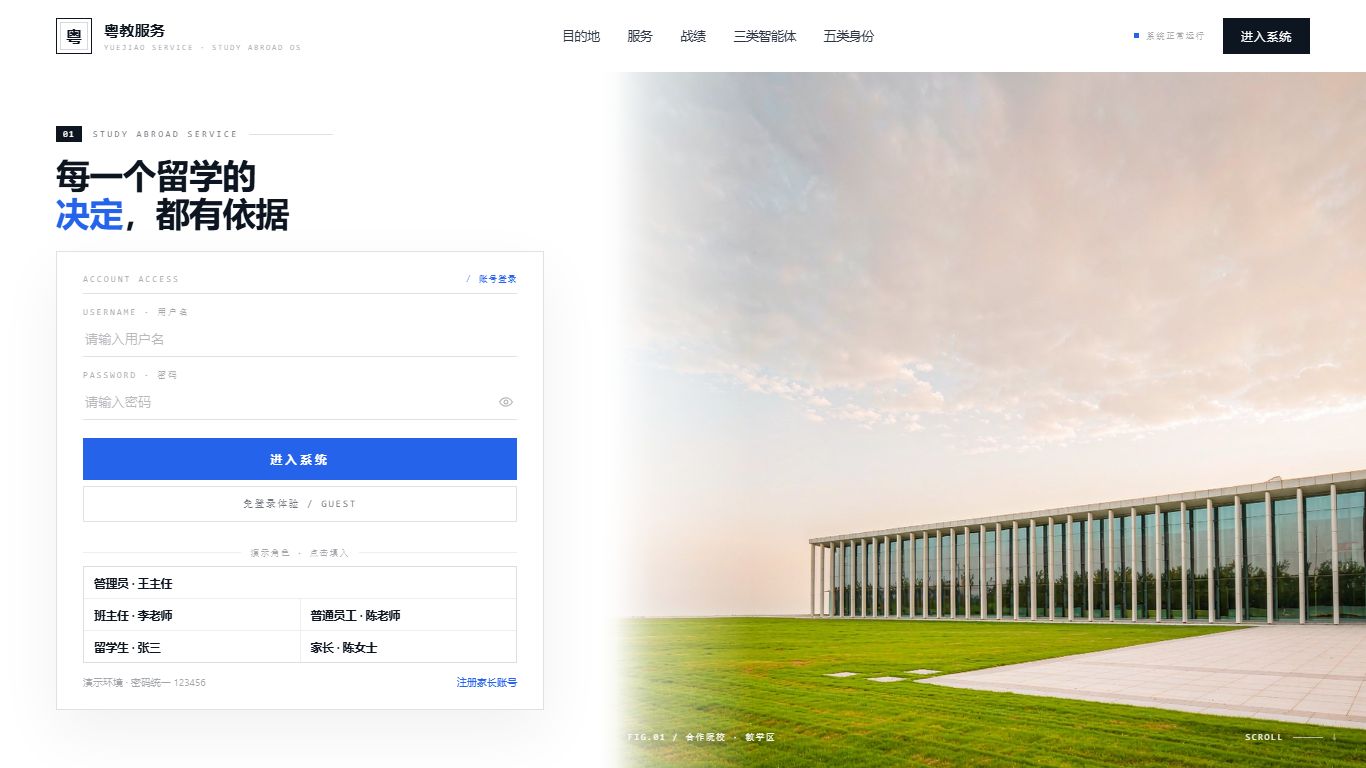 粤
粤教服务
YUEJIAO SERVICE · STUDY ABROAD OS
目的地
服务
战绩
三类智能体
五类身份
系统正常运行
进入系统
01 STUDY ABROAD SERVICE
每一个留学的
决定，都有依据
ACCOUNT ACCESS
/ 账号登录
USERNAME · 用户名
请输入用户名
PASSWORD · 密码
请输入密码
进入系统
免登录体验 / GUEST
演示角色 · 点击填入
管理员 · 王主任
班主任 · 李老师
普通员工 · 陈老师
留学生 · 张三
家长 · 陈女士
演示环境 · 密码统一 123456
注册家长账号
FIG.01 / 合作院校 · 教学区
SCROLL ↓